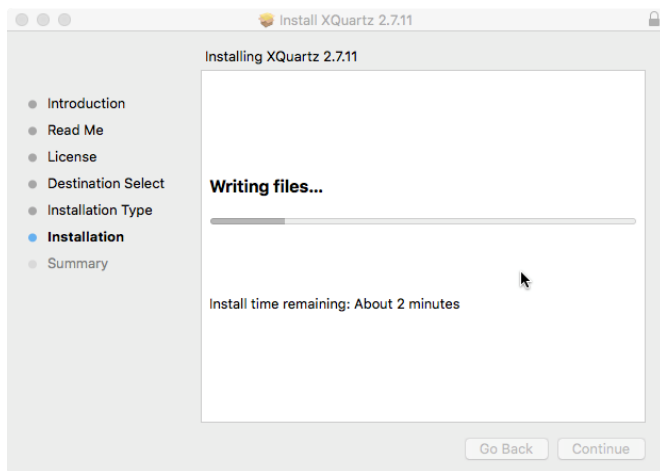 Install XQuartz 2.7.11
Installing XQuartz 2.7.11
Introduction
Read Me
License
Destination Select
Installation Type
Installation
Summary
Writing files...
Install time remaining: About 2 minutes
Go Back
Continue